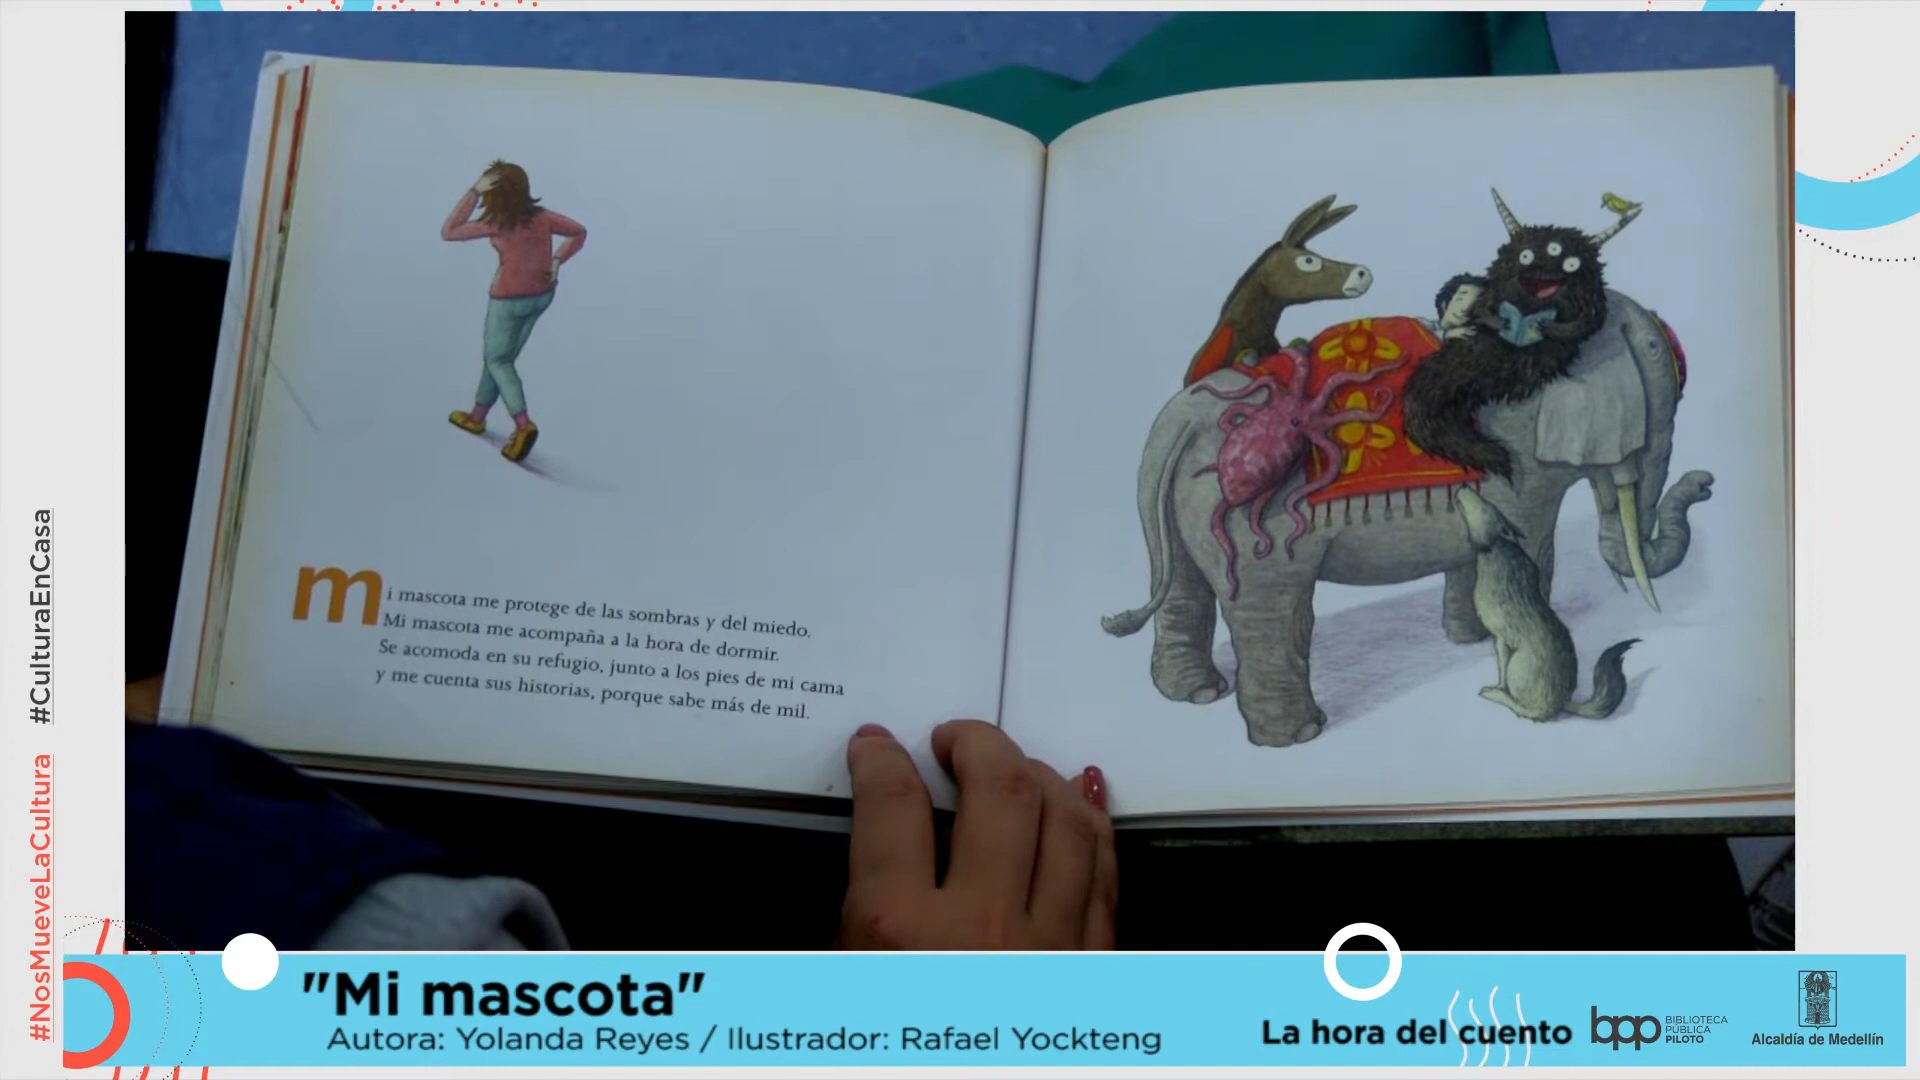 mi mascota me protege de las sombras y del miedo.
Mi mascota me acompaña a la hora de dormir.
Se acomoda en su refugio, junto a los pies de mi cama
y me cuenta sus historias, porque sabe más de mil.
#NosMueveLaCultura #CulturaEnCasa
"Mi mascota"
Autora: Yolanda Reyes / Ilustrador: Rafael Yockteng
La hora del cuento
bpp
BIBLIOTECA
PÚBLICA
PILOTO
Alcaldía de Medellín